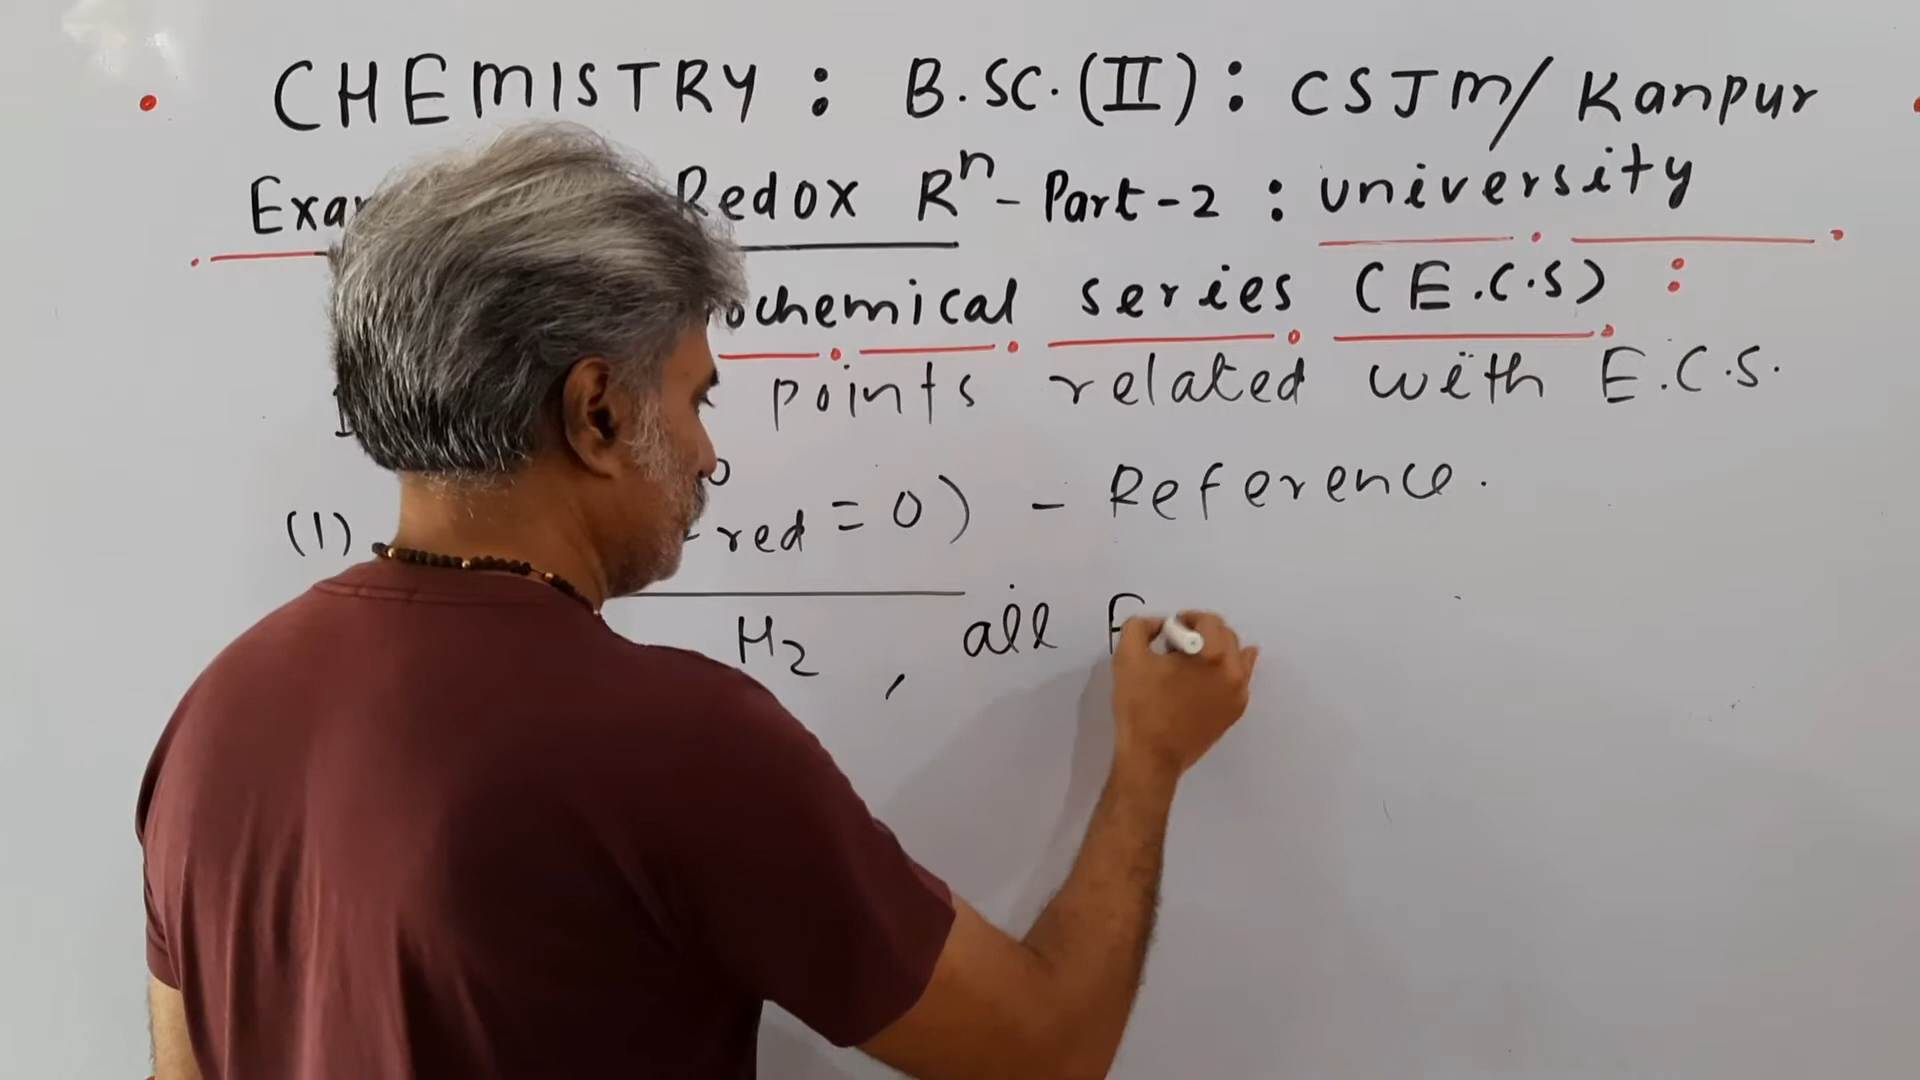 CHEMISTRY : B.SC.(II) : CSJM/Kanpur
Redox Rⁿ - Part-2 : University
series (E.C.S) :
points related with E.C.S.
(1) red = 0) - Reference.
H₂ , all